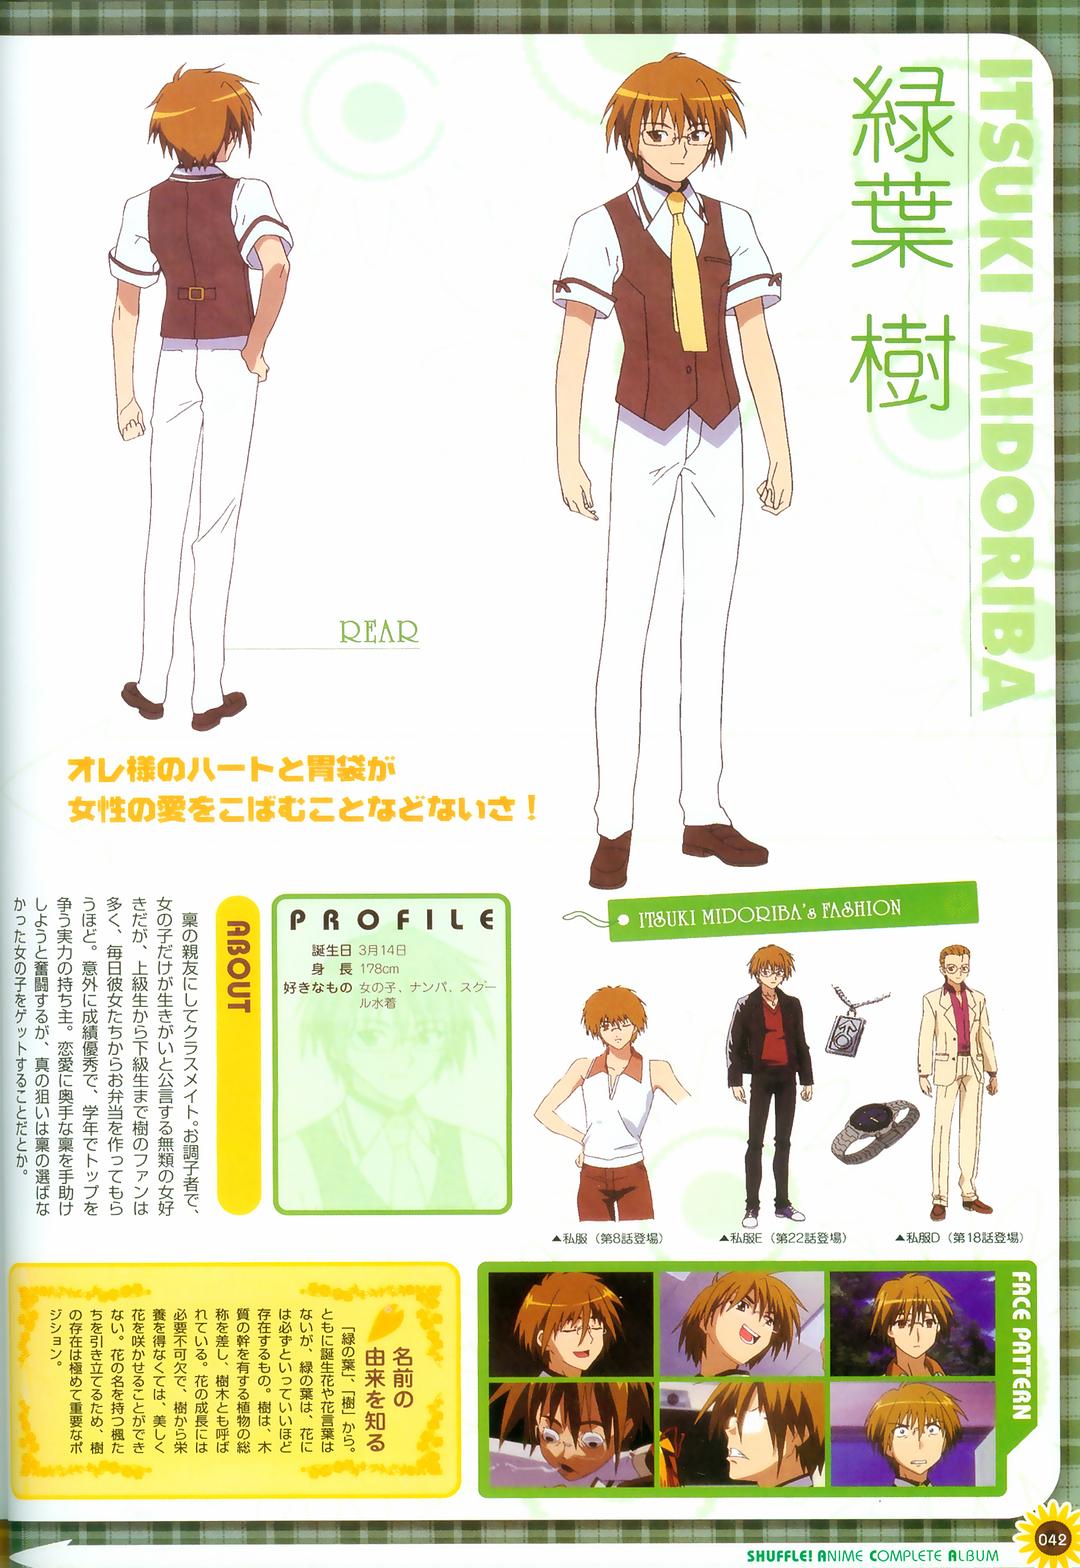 ITSUKI MIDORIBA
緑葉 樹
REAR
オレ様のハートと胃袋が
女性の愛をこばむことなどないさ！
ITSUKI MIDORIBA's FASHION
▲私服（第8話登場）
▲私服E（第22話登場）
▲私服D（第18話登場）
PROFILE
誕生日 3月14日
身　長 178cm
好きなもの 女の子、ナンパ、スクー
ル水着
ABOUT
稟の親友にしてクラスメイト。お調子者で、
女の子だけが生きがいと公言する無類の女好
きだが、上級生から下級生まで樹のファンは
多く、毎日彼女たちからお弁当を作ってもら
うほど。意外に成績優秀で、学年でトップを
争う実力の持ち主。恋愛に奥手な稟を手助け
しようと奮闘するが、真の狙いは稟の選ばな
かった女の子をゲットすることだとか。
FACE PATTERN
名前の
由来を知る
「緑の葉」、「樹」から。
ともに誕生花や花言葉は
ないが、緑の葉は、花に
は必ずといっていいほど
存在するもの。樹は、木
質の幹を有する植物の総
称を差し、樹木とも呼ば
れている。花の成長には
必要不可欠で、樹から栄
養を得なくては、美しく
花を咲かせることができ
ない。花の名を持つ楓た
ちを引き立てるため、樹
の存在は極めて重要なポ
ジション。
SHUFFLE! ANIME COMPLETE ALBUM
042